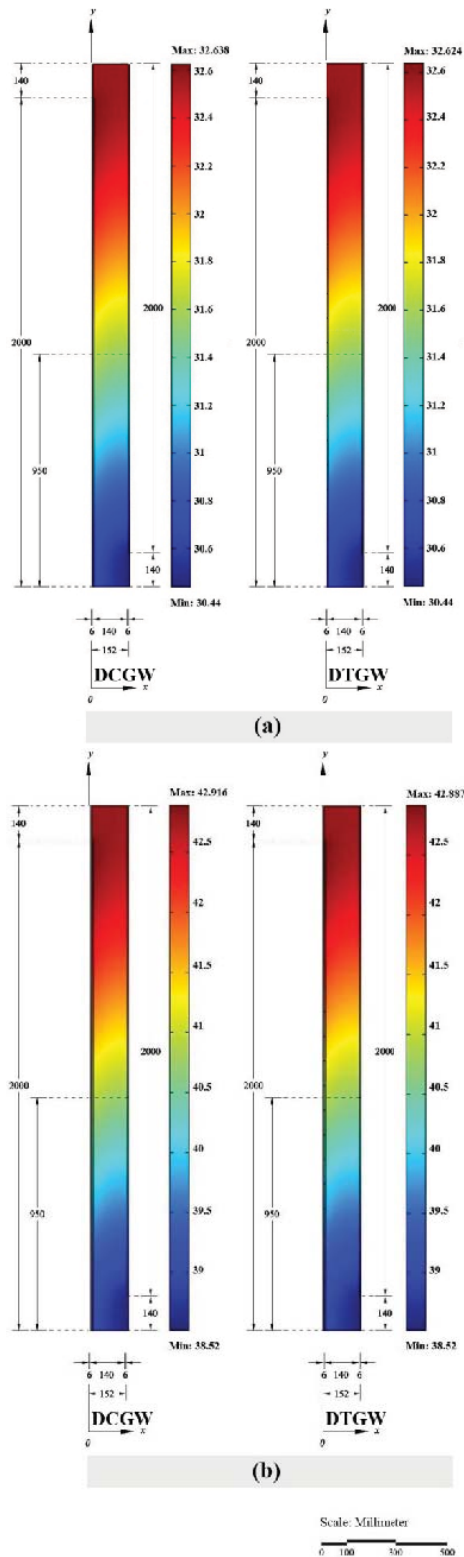 y y
Max: 32.638 Max: 32.624
32.6 32.6
140 140
32.4 32.4
32.2 32.2
32 32
31.8 31.8
2000 2000
31.6 31.6
2000 2000
31.4 31.4
31.2 31.2
950 950
31 31
30.8 30.8
30.6 30.6
140 140
Min: 30.44 Min: 30.44
6 140 6 6 140 6
152 152
DCGW DTGW
x x
0 0
(a)
y y
Max: 42.916 Max: 42.887
140 140
42.5 42.5
42 42
41.5 41.5
41 41
2000 2000
2000 2000
40.5 40.5
40 40
950 950
39.5 39.5
39 39
140 140
Min: 38.52 Min: 38.52
6 140 6 6 140 6
152 152
DCGW DTGW
x x
0 0
(b)
Scale: Millimeter
0 100 300 500